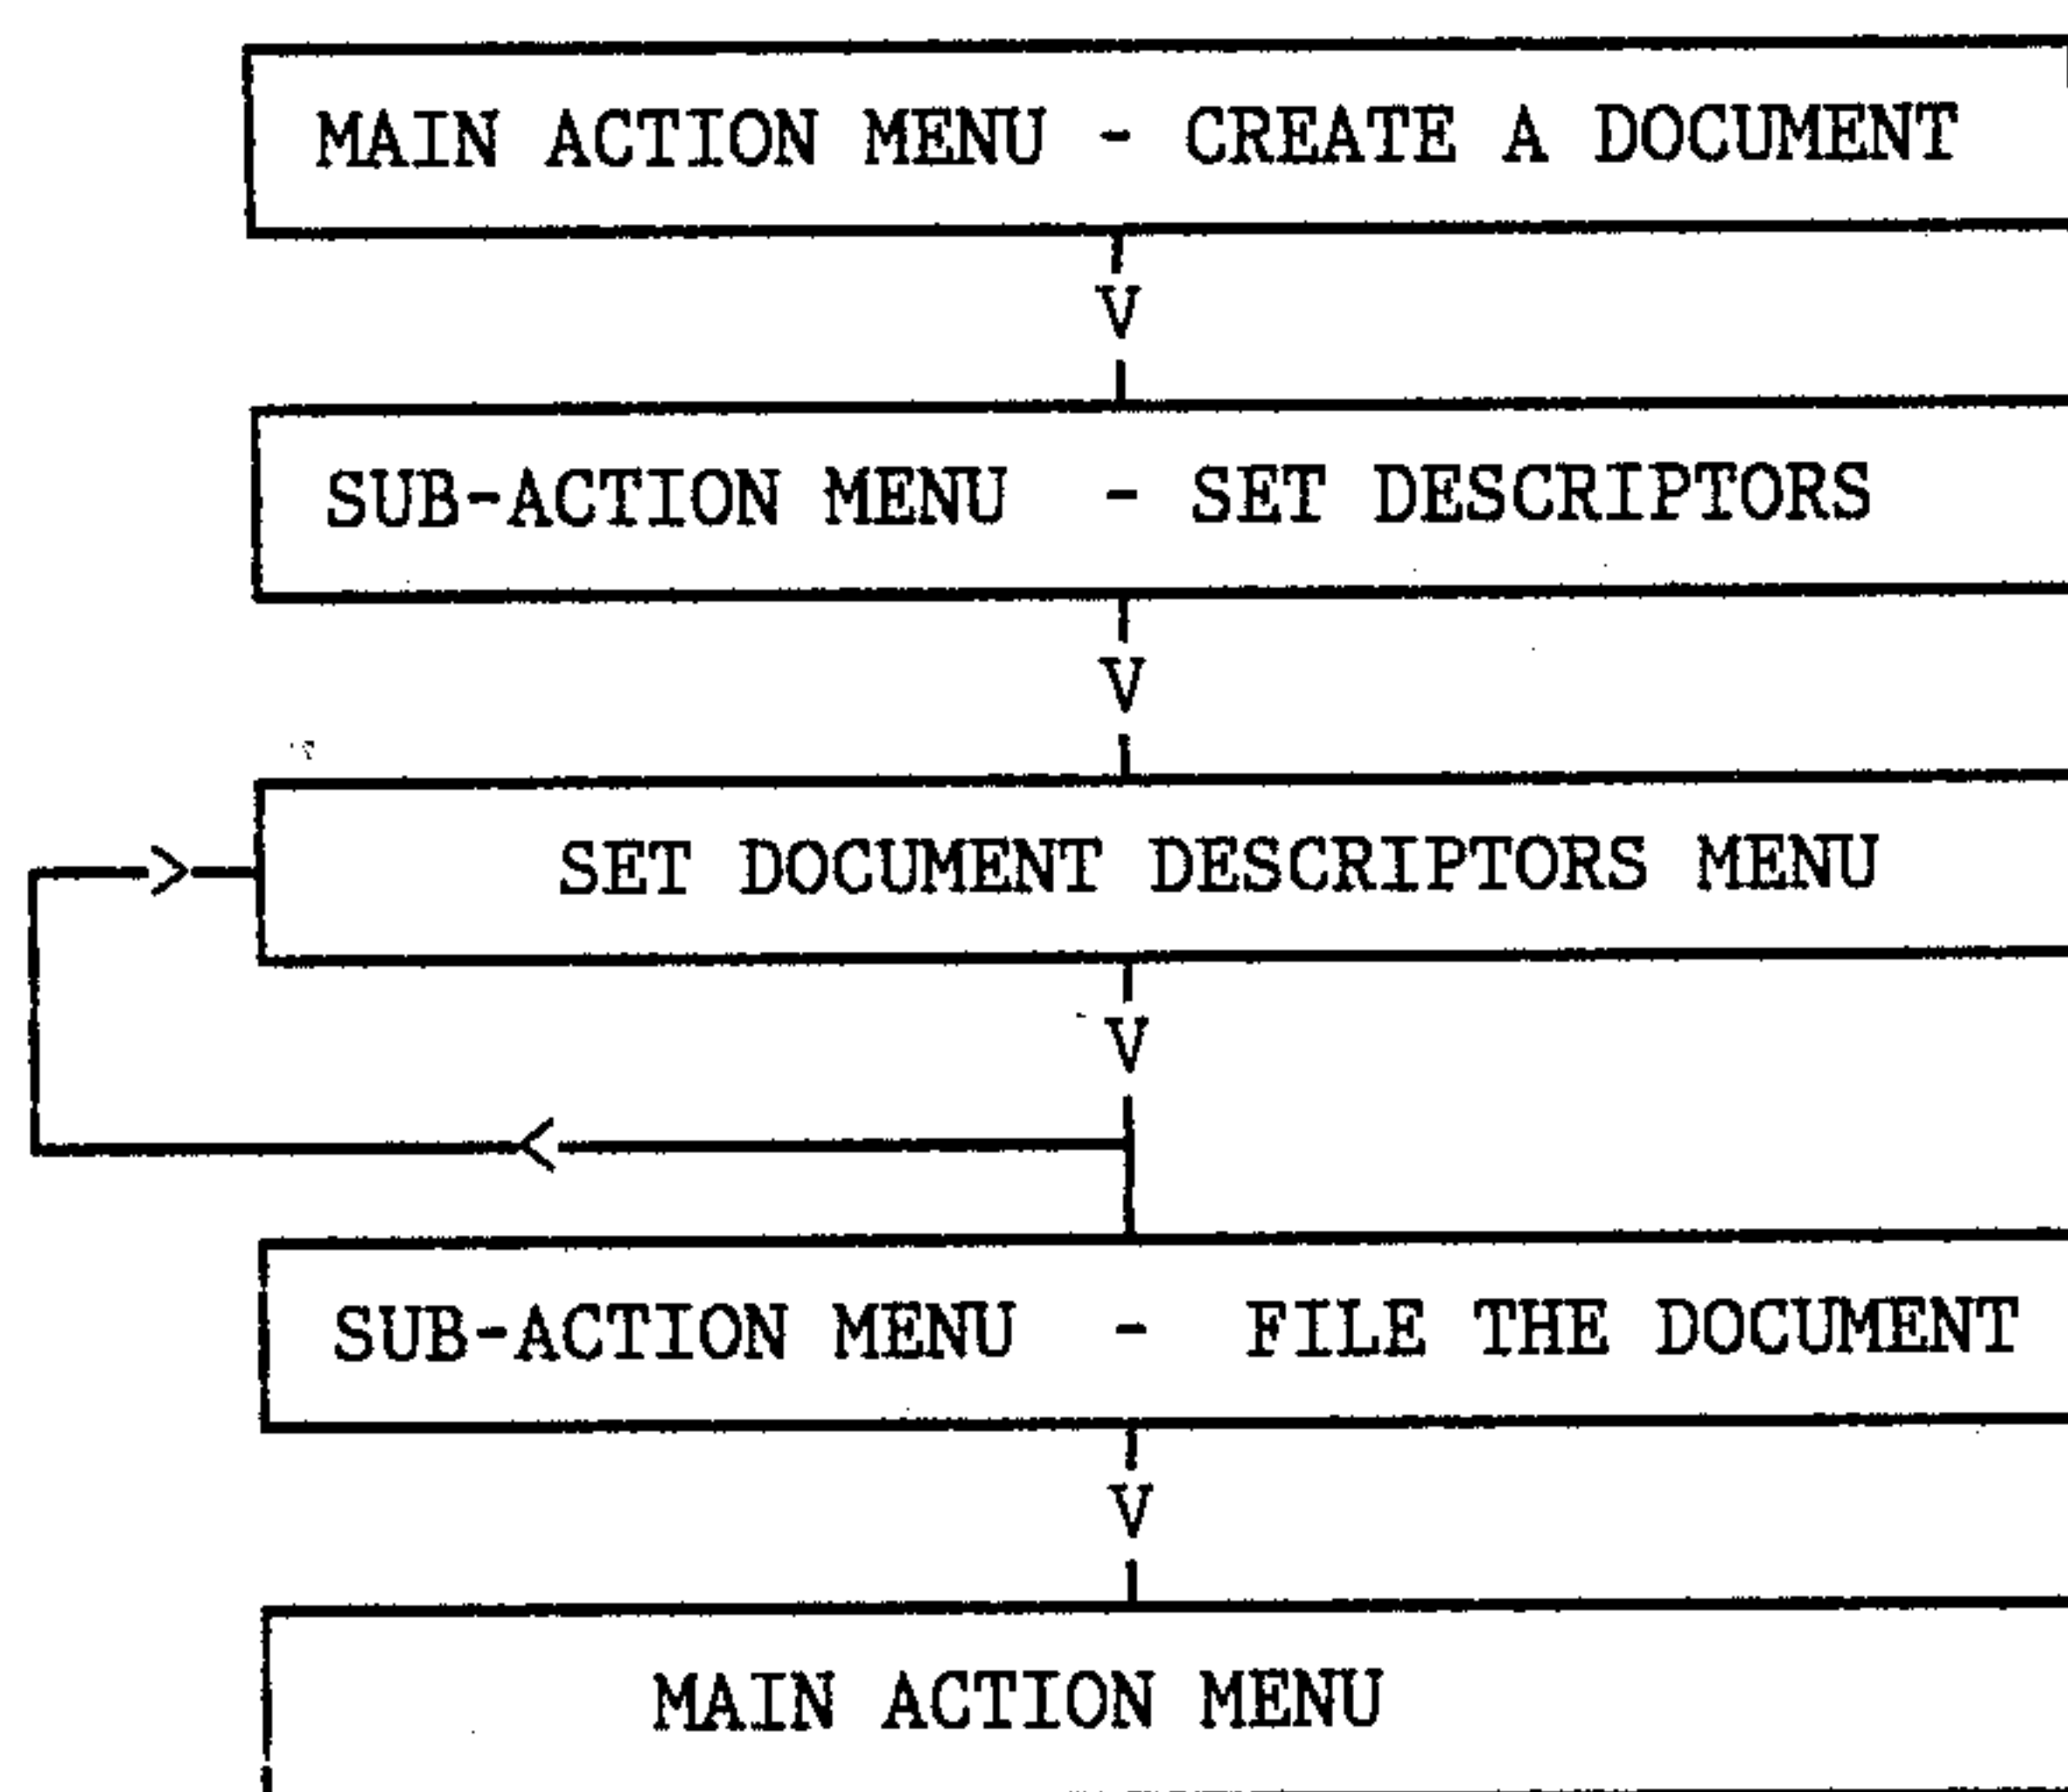 MAIN ACTION MENU - CREATE A DOCUMENT
V
SUB-ACTION MENU - SET DESCRIPTORS
V
SET DOCUMENT DESCRIPTORS MENU
V
SUB-ACTION MENU - FILE THE DOCUMENT
V
MAIN ACTION MENU